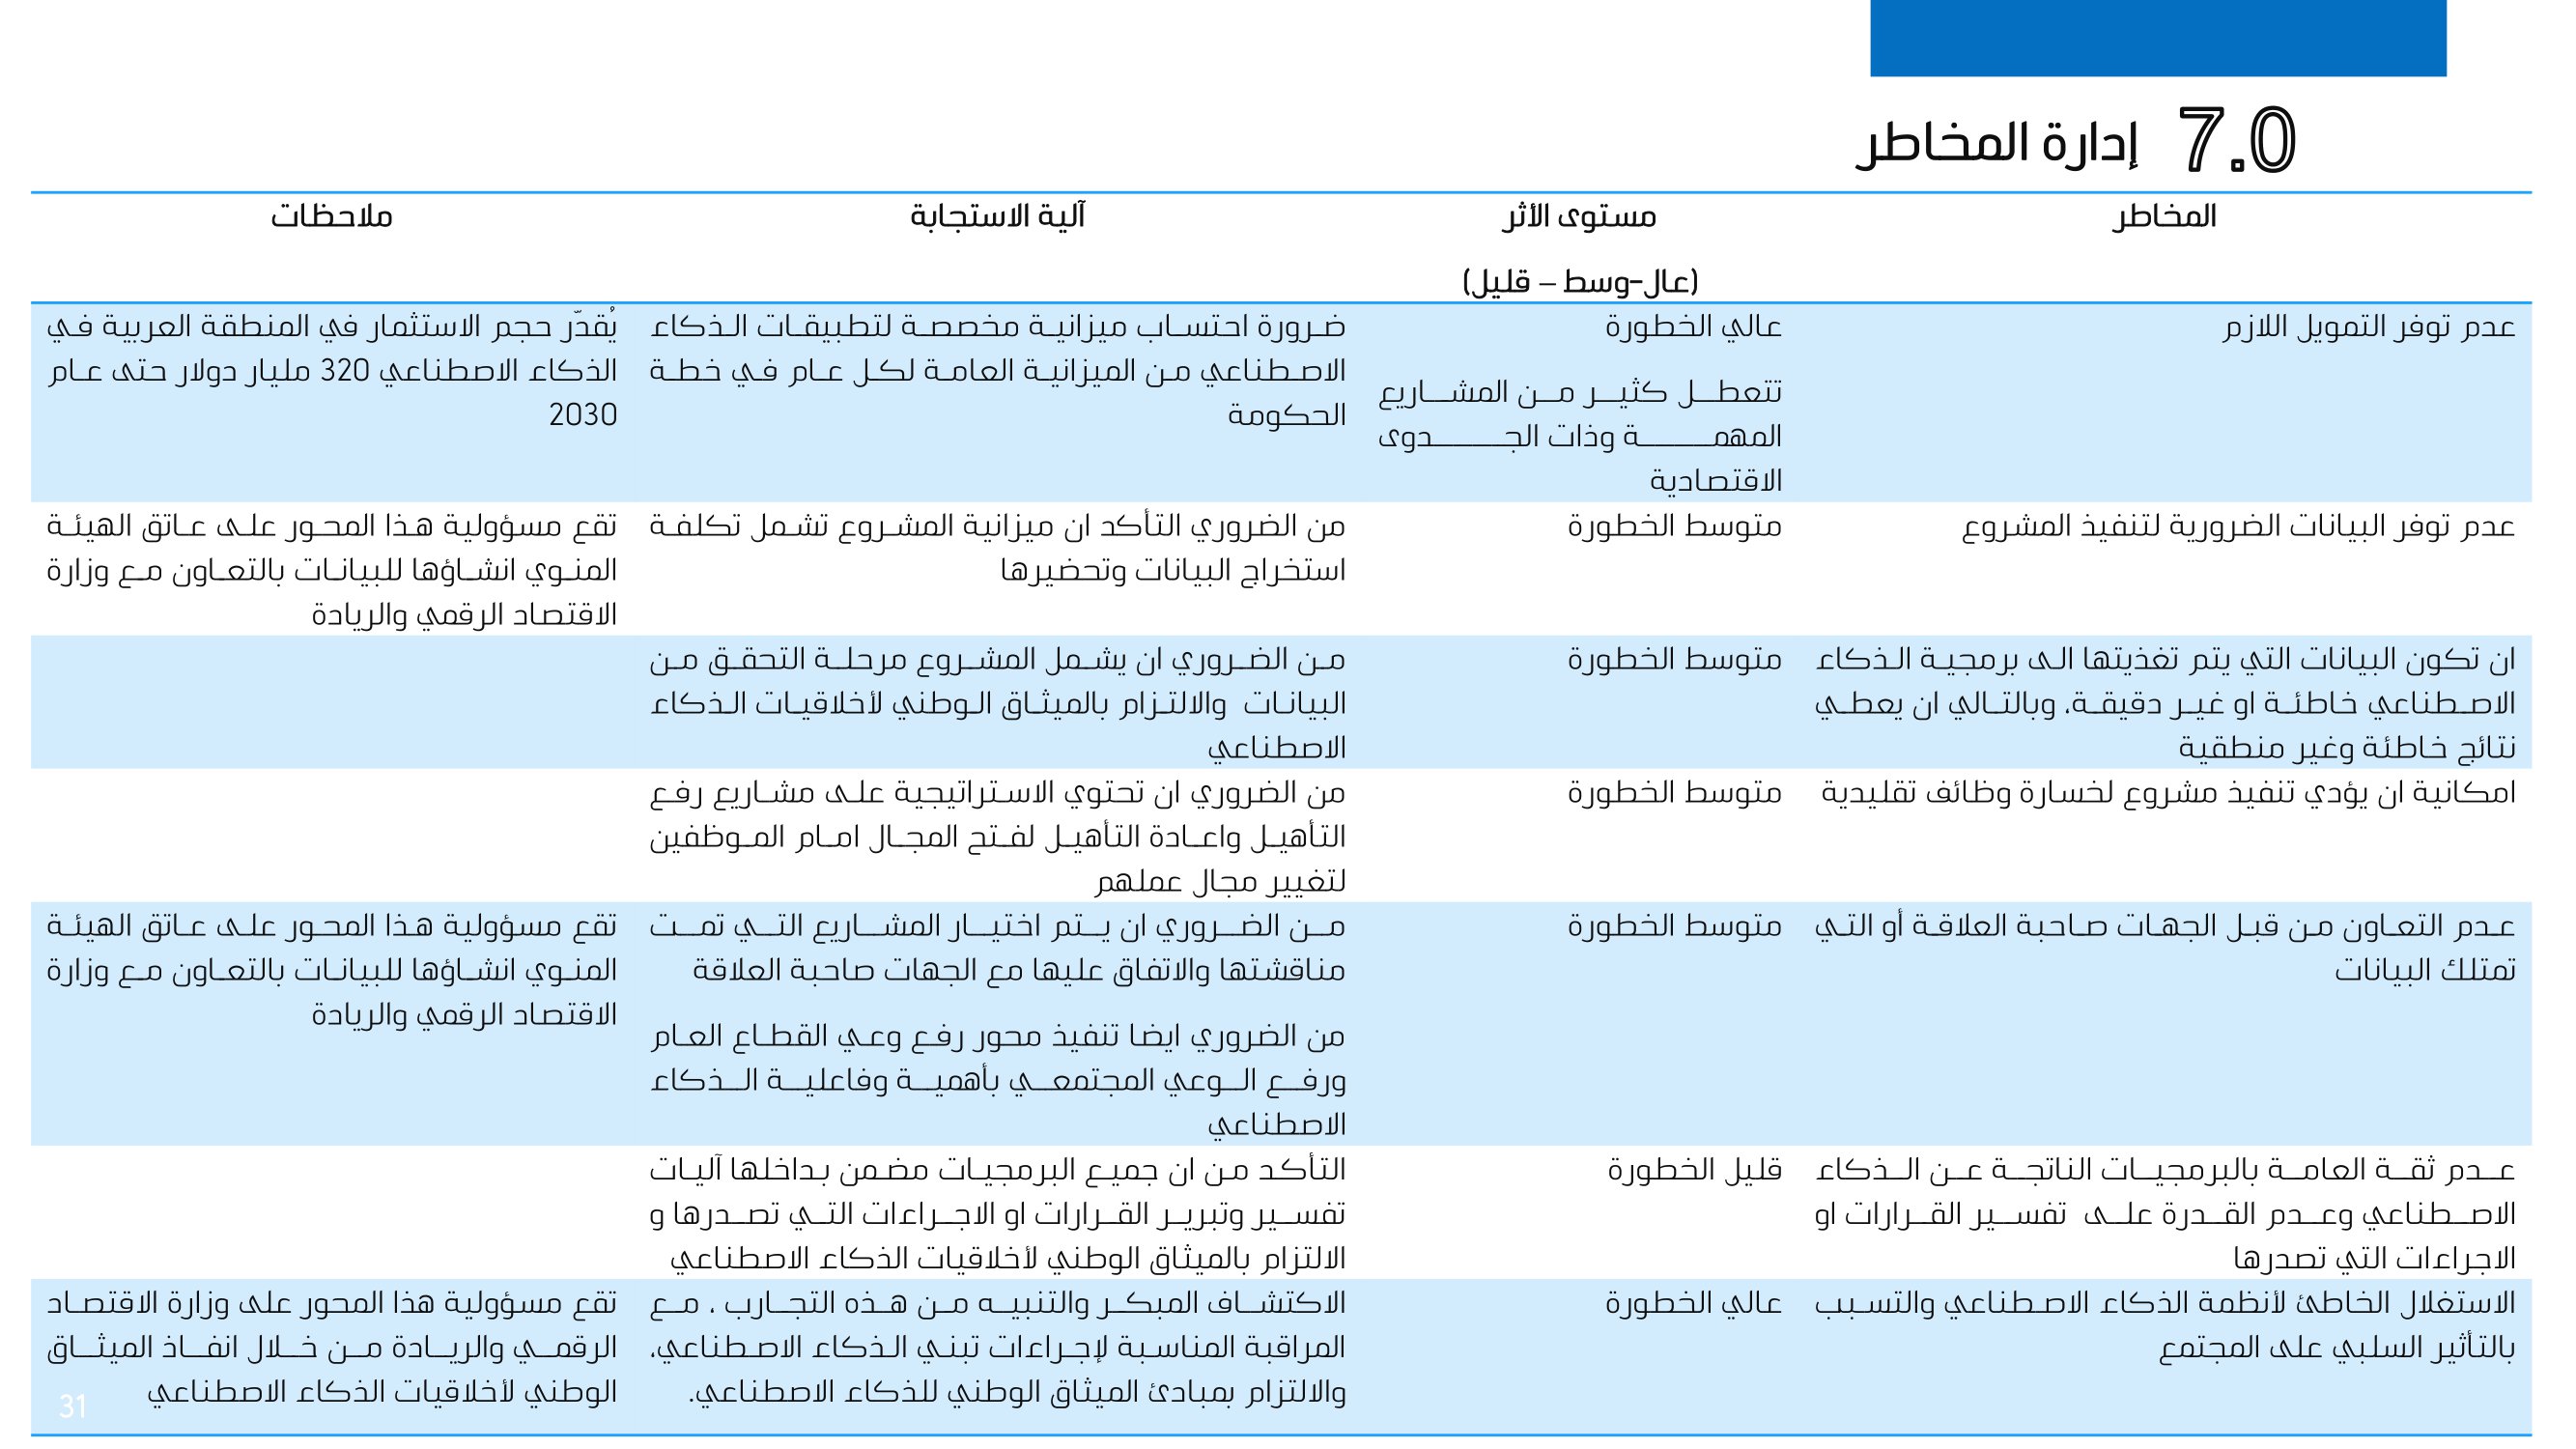 7.0 إدارة المخاطر
المخاطر
مستوى الأثر
(عال-وسط – قليل)
آلية الاستجابة
ملاحظات
عدم توفر التمويل اللازم
عالي الخطورة
تتعطل كثير من المشاريع
المهمة وذات الجدوى
الاقتصادية
ضرورة احتساب ميزانية مخصصة لتطبيقات الذكاء
الاصطناعي من الميزانية العامة لكل عام في خطة
الحكومة
يُقدّر حجم الاستثمار في المنطقة العربية في
الذكاء الاصطناعي 320 مليار دولار حتى عام
2030
عدم توفر البيانات الضرورية لتنفيذ المشروع
متوسط الخطورة
من الضروري التأكد ان ميزانية المشروع تشمل تكلفة
استخراج البيانات وتحضيرها
تقع مسؤولية هذا المحور على عاتق الهيئة
المنوي انشاؤها للبيانات بالتعاون مع وزارة
الاقتصاد الرقمي والريادة
ان تكون البيانات التي يتم تغذيتها الى برمجية الذكاء
الاصطناعي خاطئة او غير دقيقة، وبالتالي ان يعطي
نتائج خاطئة وغير منطقية
متوسط الخطورة
من الضروري ان يشمل المشروع مرحلة التحقق من
البيانات والالتزام بالميثاق الوطني لأخلاقيات الذكاء
الاصطناعي
امكانية ان يؤدي تنفيذ مشروع لخسارة وظائف تقليدية
متوسط الخطورة
من الضروري ان تحتوي الاستراتيجية على مشاريع رفع
التأهيل واعادة التأهيل لفتح المجال امام الموظفين
لتغيير مجال عملهم
عدم التعاون من قبل الجهات صاحبة العلاقة أو التي
تمتلك البيانات
متوسط الخطورة
من الضروري ان يتم اختيار المشاريع التي تمت
مناقشتها والاتفاق عليها مع الجهات صاحبة العلاقة
من الضروري ايضا تنفيذ محور رفع وعي القطاع العام
ورفع الوعي المجتمعي بأهمية وفاعلية الذكاء
الاصطناعي
تقع مسؤولية هذا المحور على عاتق الهيئة
المنوي انشاؤها للبيانات بالتعاون مع وزارة
الاقتصاد الرقمي والريادة
عدم ثقة العامة بالبرمجيات الناتجة عن الذكاء
الاصطناعي وعدم القدرة على تفسير القرارات او
الاجراءات التي تصدرها
قليل الخطورة
التأكد من ان جميع البرمجيات مضمن بداخلها آليات
تفسير وتبرير القرارات او الاجراءات التي تصدرها و
الالتزام بالميثاق الوطني لأخلاقيات الذكاء الاصطناعي
الاستغلال الخاطئ لأنظمة الذكاء الاصطناعي والتسبب
بالتأثير السلبي على المجتمع
عالي الخطورة
الاكتشاف المبكر والتنبيه من هذه التجارب ، مع
المراقبة المناسبة لإجراءات تبني الذكاء الاصطناعي،
والالتزام بمبادئ الميثاق الوطني للذكاء الاصطناعي.
تقع مسؤولية هذا المحور على وزارة الاقتصاد
الرقمي والريادة من خلال انفاذ الميثاق
الوطني لأخلاقيات الذكاء الاصطناعي
31